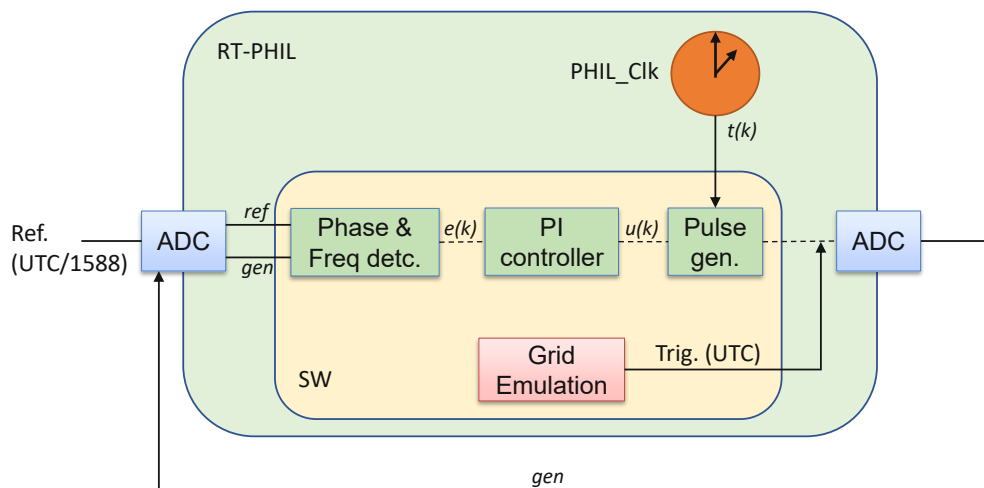 RT-PHIL
PHIL_Clk
t(k)
Ref.
(UTC/1588)
ADC
ref
gen
Phase &
Freq detc.
e(k)
PI
controller
u(k)
Pulse
gen.
ADC
SW
Grid
Emulation
Trig. (UTC)
gen